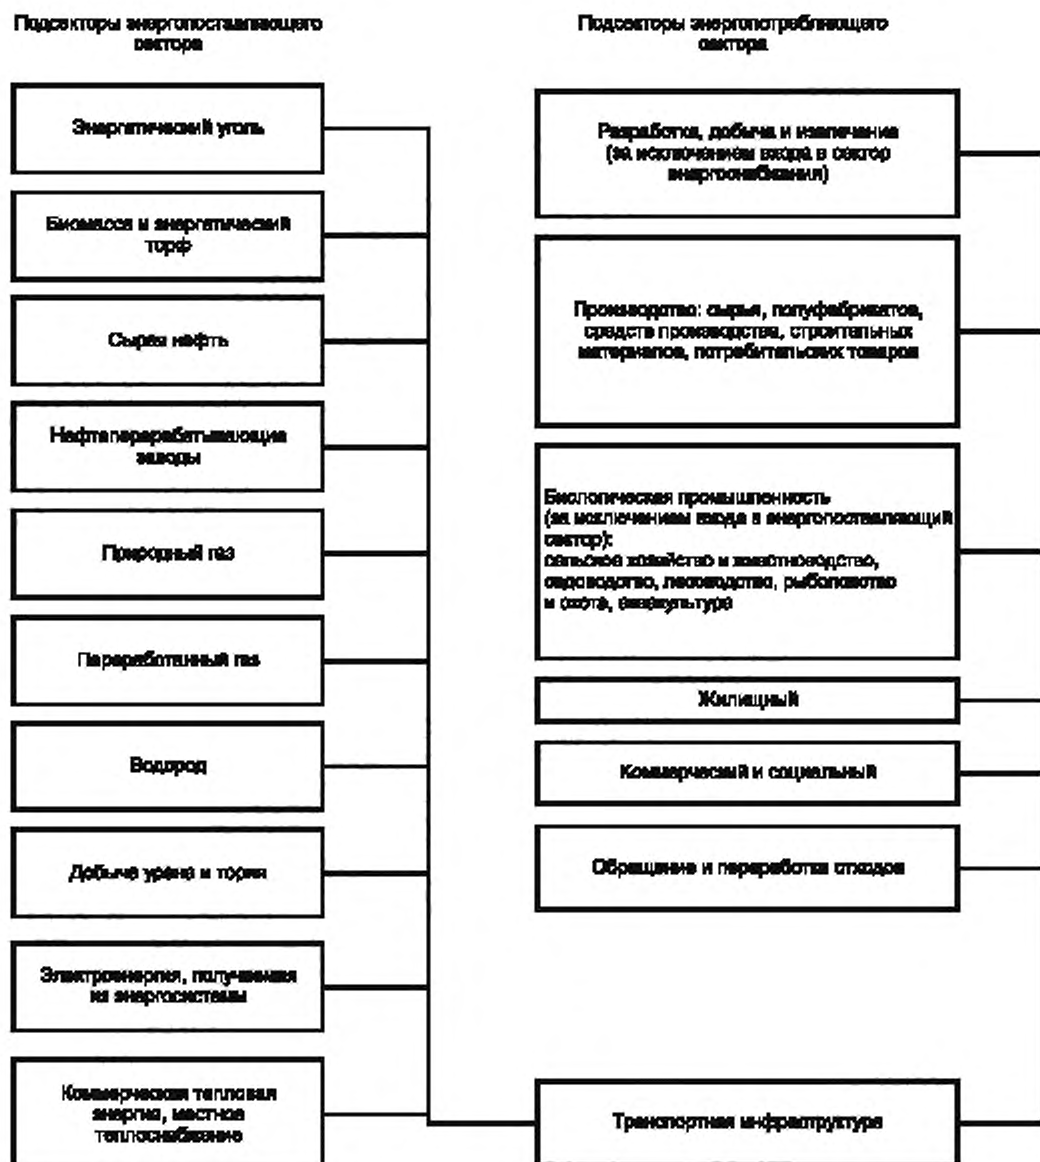 Подсекторы энергопоставляющего
сектора
Энергетический уголь
Биомасса и энергетический
торф
Сырая нефть
Нефтеперерабатывающие
заводы
Природный газ
Переработанный газ
Водород
Добыча урана и тория
Электроэнергия, получаемая
из энергосистемы
Коммерческая тепловая
энергия, местное
теплоснабжение
Подсекторы энергопотребляющего
сектора
Разработка, добыча и извлечение
(за исключением входа в сектор
энергоснабжения)
Производство: сырья, полуфабрикатов,
средств производства, строительных
материалов, потребительских товаров
Биологическая промышленность
(за исключением входа в энергопоставляющий
сектор):
сельское хозяйство и животноводство,
садоводство, лесоводство, рыболовство
и охота, аквакультура
Жилищный
Коммерческий и социальный
Обращение и переработка отходов
Транспортная инфраструктура